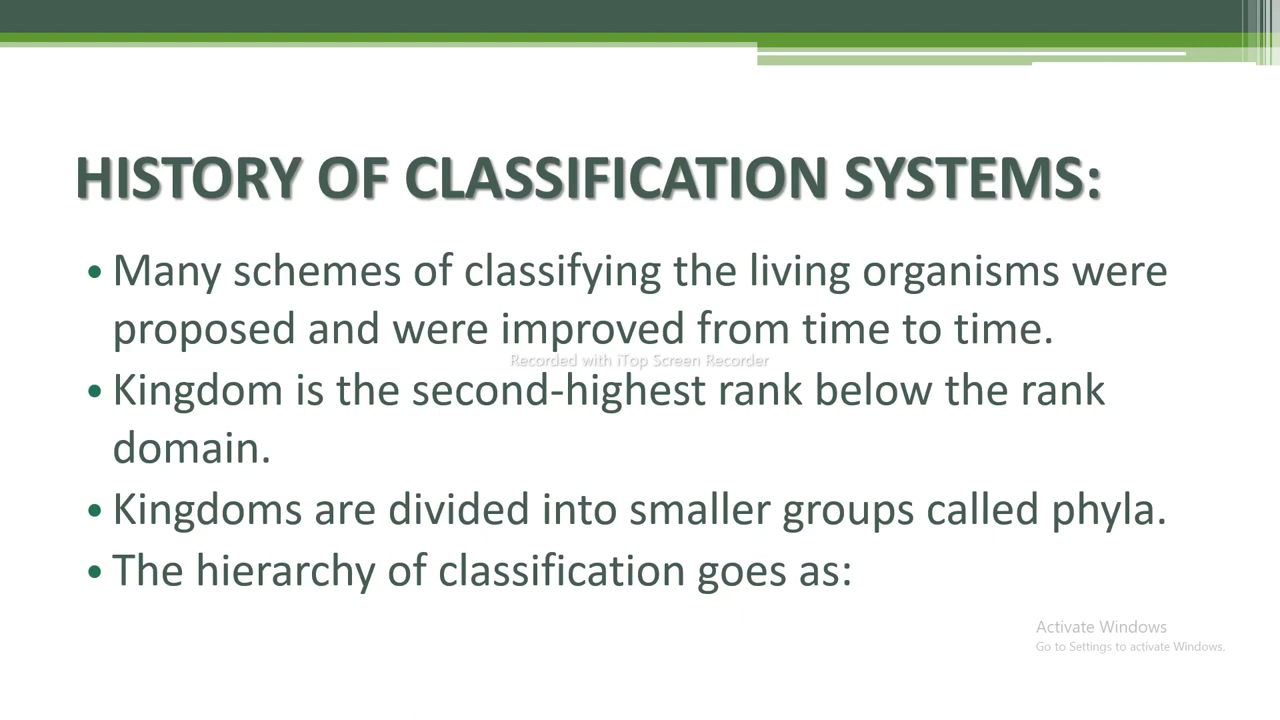 HISTORY OF CLASSIFICATION SYSTEMS:
• Many schemes of classifying the living organisms were
proposed and were improved from time to time.
Recorded with iTop Screen Recorder
• Kingdom is the second-highest rank below the rank
domain.
• Kingdoms are divided into smaller groups called phyla.
• The hierarchy of classification goes as:
Activate Windows
Go to Settings to activate Windows.